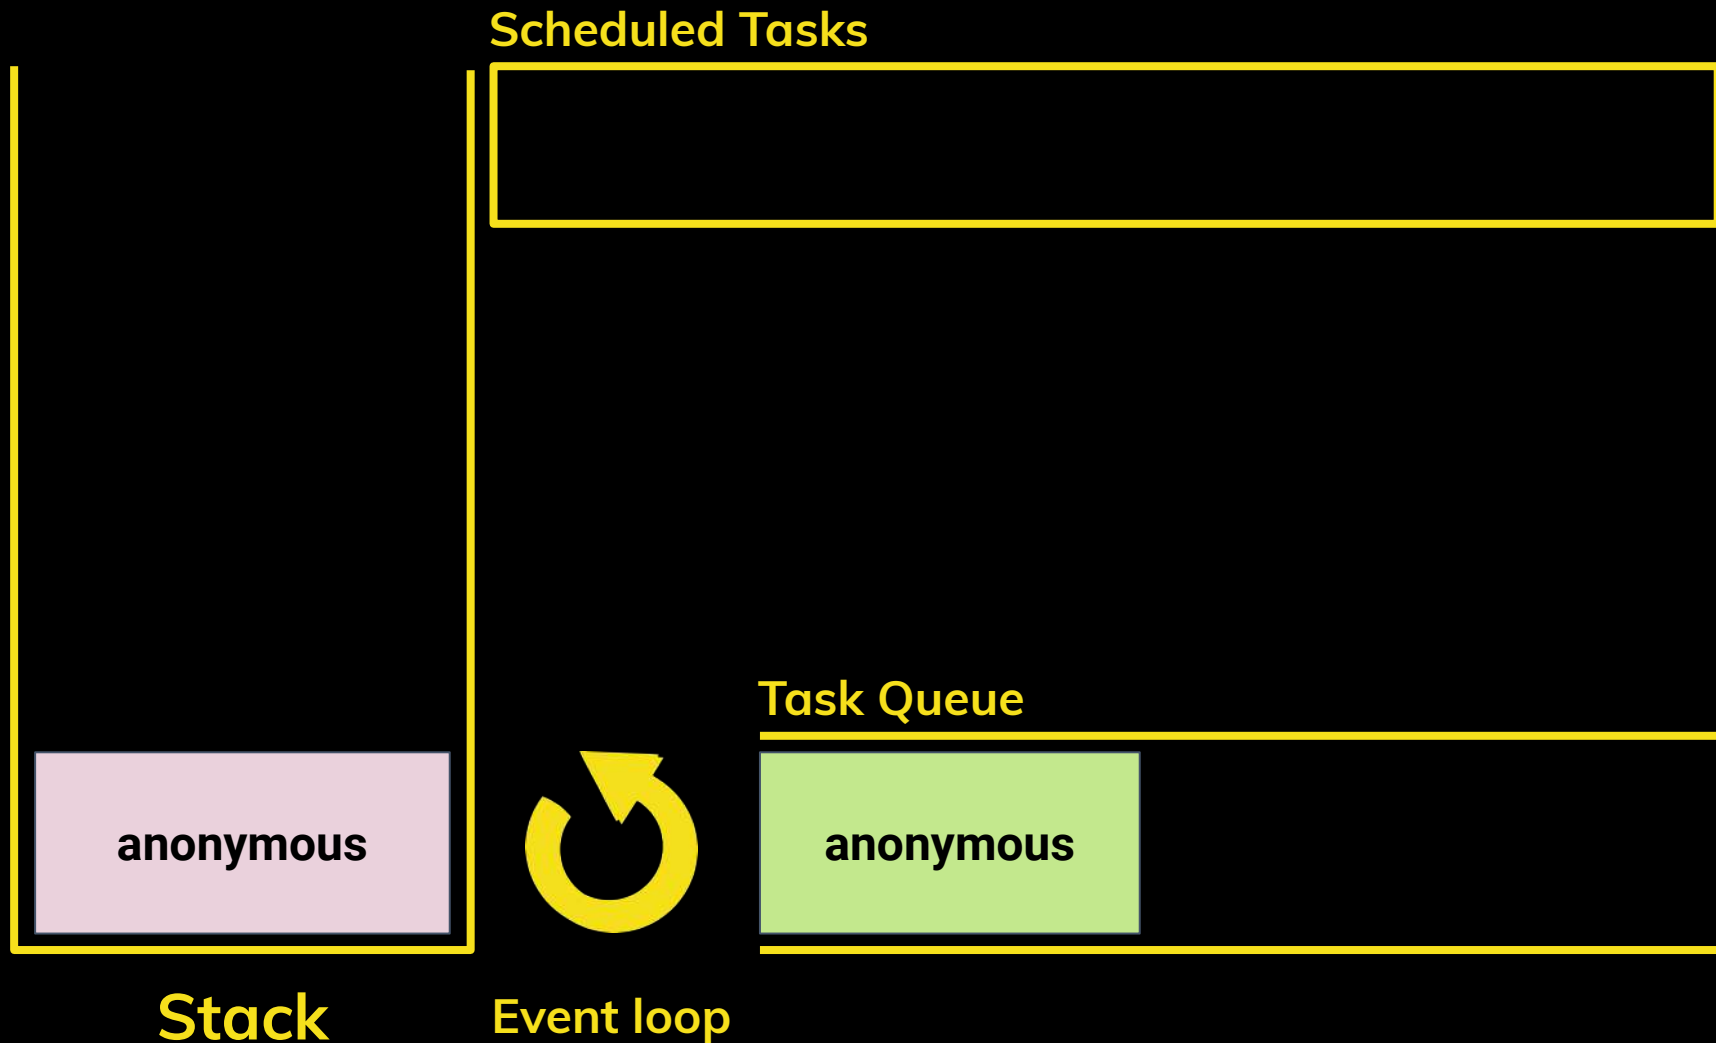 Scheduled Tasks
Task Queue
anonymous
anonymous
Stack
Event loop